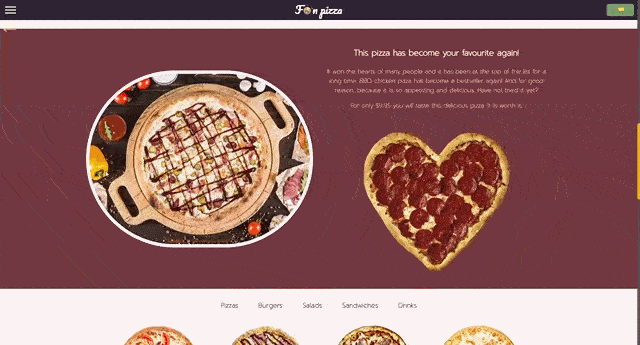 Fun pizza
This pizza has become your favourite again!
It won the hearts of many people and it has been at the top of the list for a
long time. BBQ chicken pizza has become a bestseller again! And for good
reason, because it is so appetizing and delicious. Have not tried it yet?
For only you will taste this delicious pizza. It is worth it.
Pizzas Burgers Salads Sandwiches Drinks